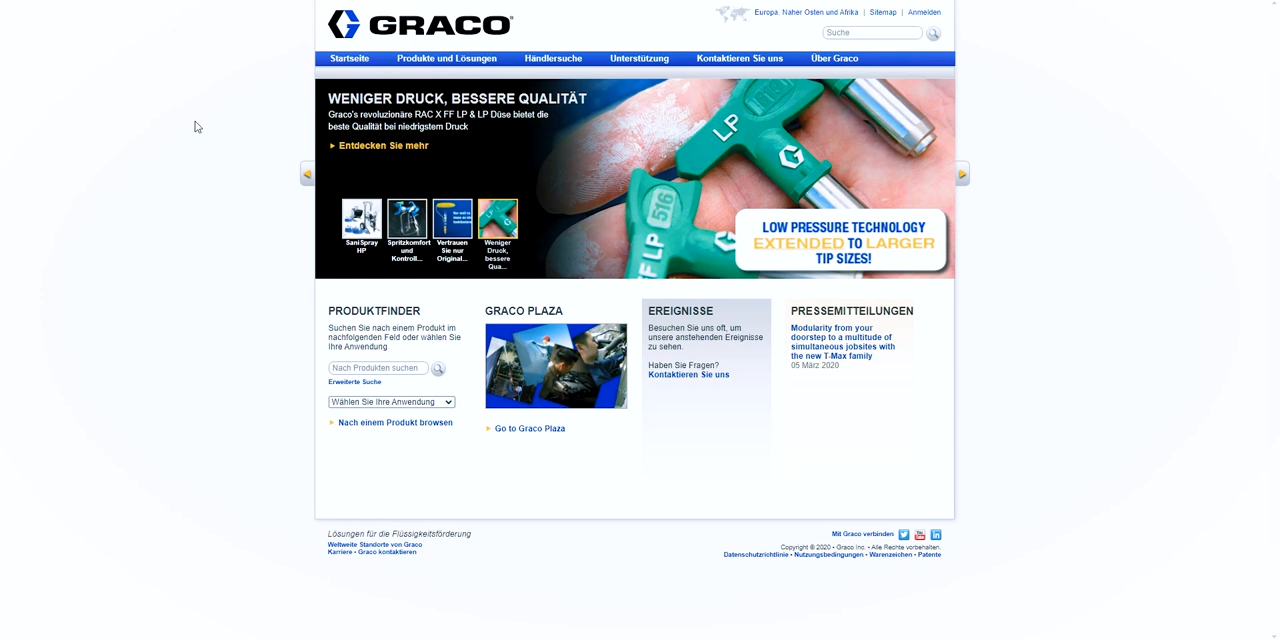 GRACO
Europa, Naher Osten und Afrika | Sitemap | Anmelden
Suche
Startseite Produkte und Lösungen Händlersuche Unterstützung Kontaktieren Sie uns Über Graco
WENIGER DRUCK, BESSERE QUALITÄT
Graco's revoluzionäre RAC X FF LP & LP Düse bietet die
beste Qualität bei niedrigstem Druck
Entdecken Sie mehr
LP
516
FF LP
SaniSpray
HP
Spritzkomfort
und
Kontroll...
Vertrauen
Sie nur
Original...
Weniger
Druck,
bessere
Qua...
LOW PRESSURE TECHNOLOGY
EXTENDED TO LARGER
TIP SIZES!
PRODUKTFINDER
Suchen Sie nach einem Produkt im
nachfolgenden Feld oder wählen Sie
Ihre Anwendung
Nach Produkten suchen
Erweiterte Suche
Wählen Sie Ihre Anwendung
Nach einem Produkt browsen
GRACO PLAZA
Go to Graco Plaza
EREIGNISSE
Besuchen Sie uns oft, um
unsere anstehenden Ereignisse
zu sehen.
Haben Sie Fragen?
Kontaktieren Sie uns
PRESSEMITTEILUNGEN
Modularity from your
doorstep to a multitude of
simultaneous jobsites with
the new T-Max family
05 März 2020
Lösungen für die Flüssigkeitsförderung
Weltweite Standorte von Graco
Karriere • Graco kontaktieren
Mit Graco verbinden
Copyright © 2020 • Graco Inc. • Alle Rechte vorbehalten.
Datenschutzrichtlinie • Nutzungsbedingungen • Warenzeichen • Patente